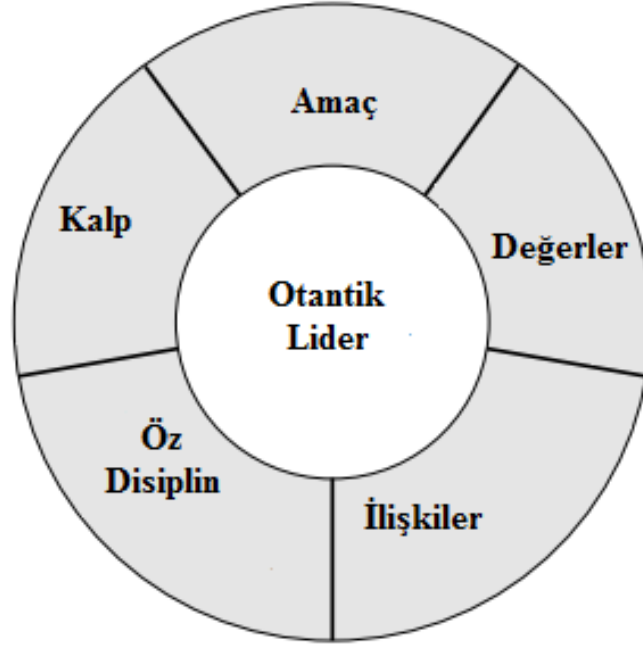 Amaç
Kalp
Değerler
Otantik
Lider
Öz
Disiplin
İlişkiler